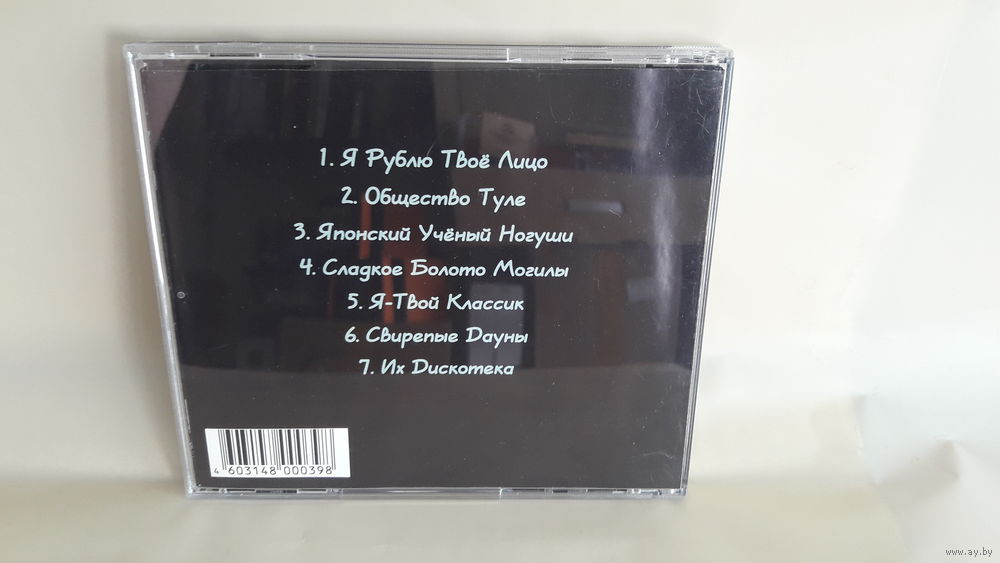 1. Я Рублю Твоё Лицо
2. Общество Туле
3. Японский Учёный Ногуши
4. Сладкое Болото Могилы
5. Я-Твой Классик
6. Свирепые Дауны
7. Их Дискотека
4 603148 000398
www.ay.by